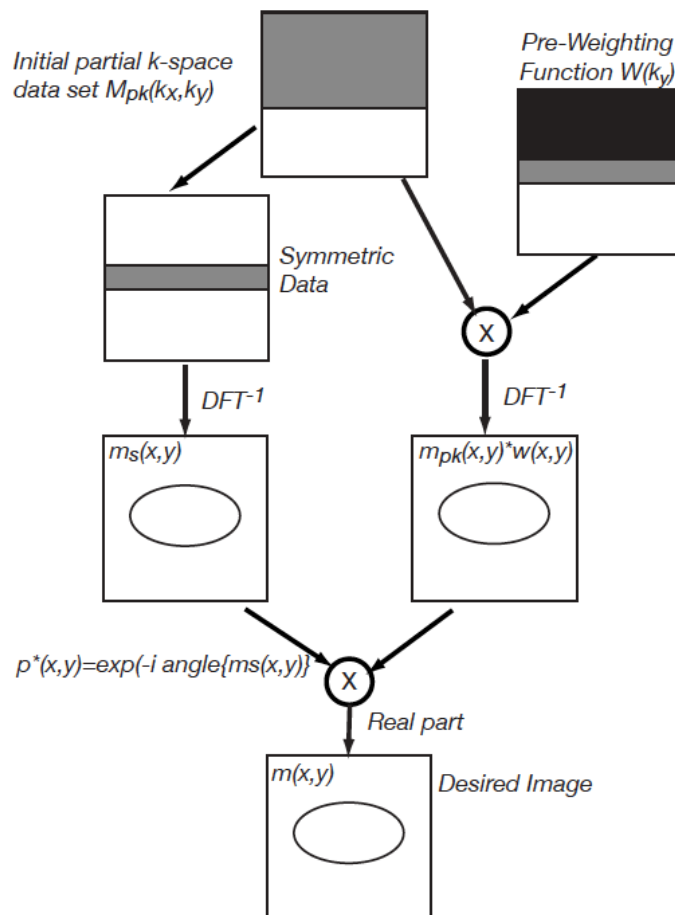 Initial partial k-space
data set Mpk(kx,ky)
Pre-Weighting
Function W(ky)
Symmetric
Data
X
DFT-1
DFT-1
ms(x,y)
mpk(x,y)*w(x,y)
p*(x,y)=exp(-i angle{ms(x,y)}
X
Real part
m(x,y)
Desired Image